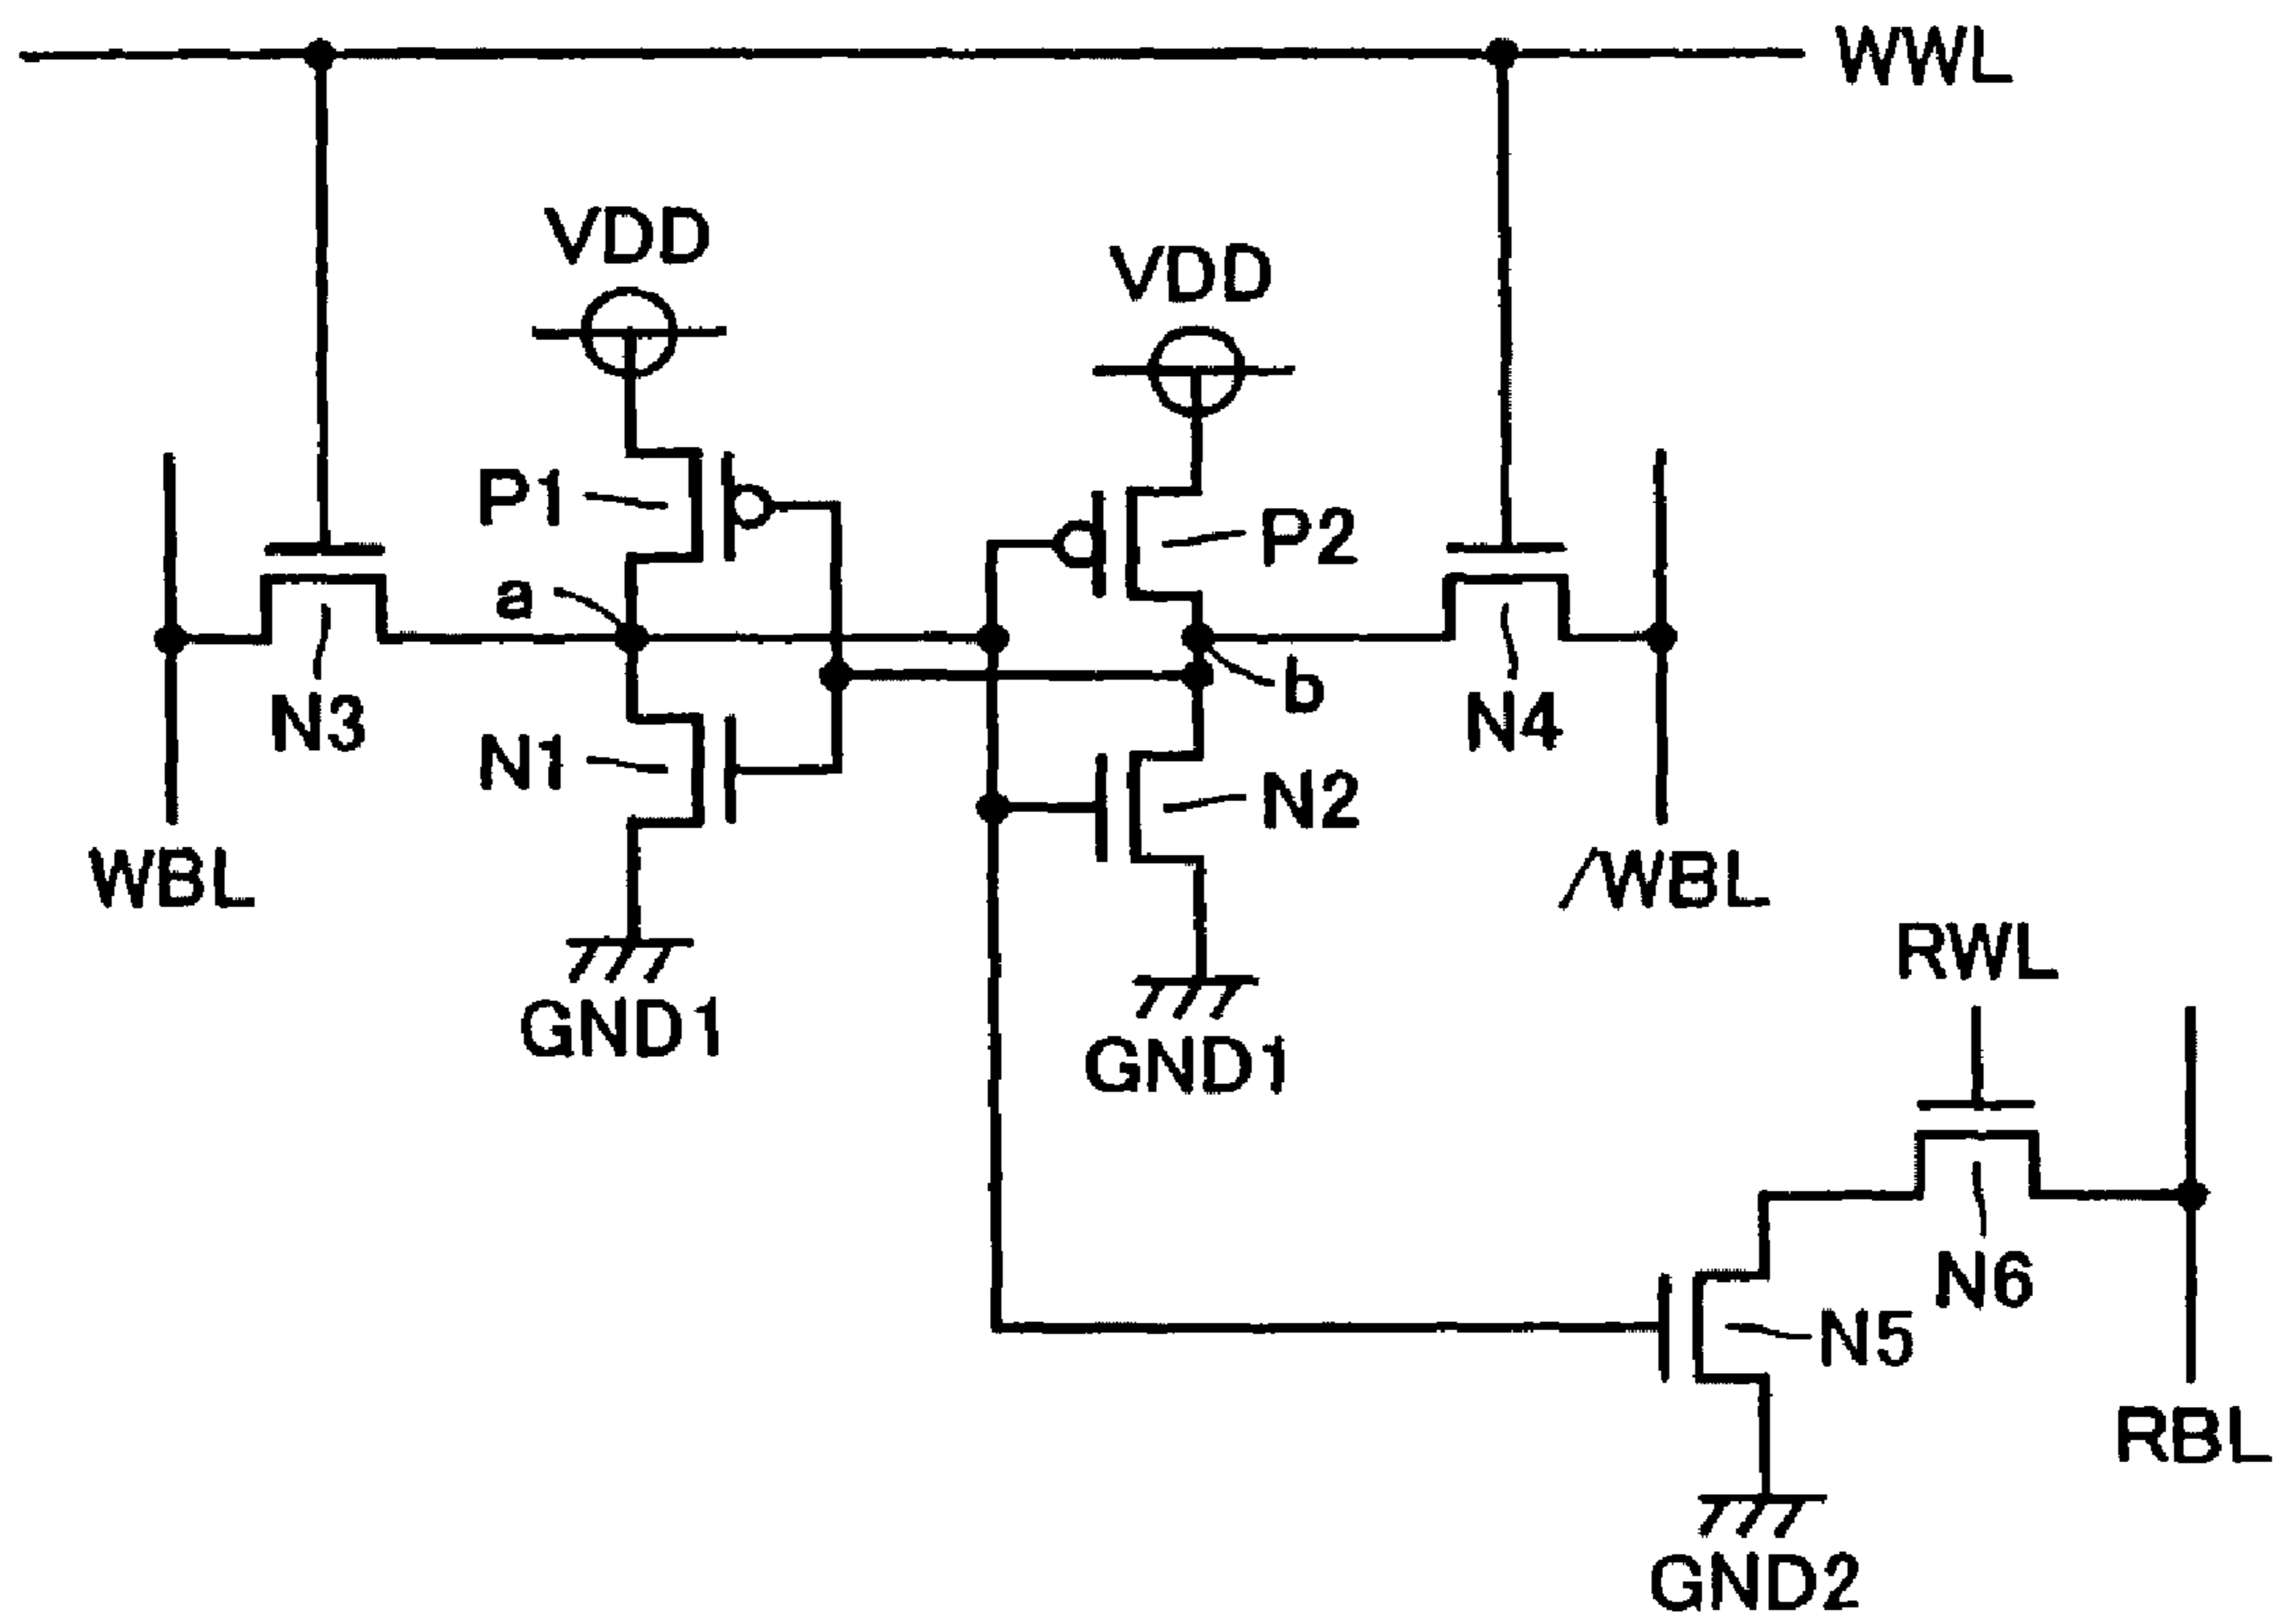 WWL
VDD
VDD
P1
P2
a
b
N3
N4
N1
N2
WBL
/WBL
RWL
GND1
GND1
N6
N5
RBL
GND2